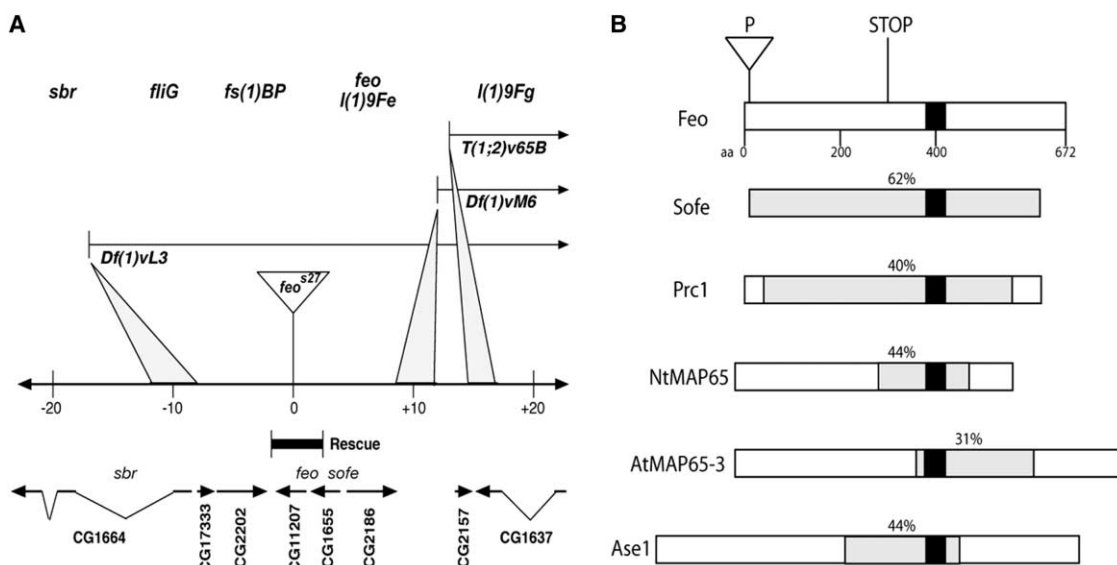 A
sbr fliG fs(1)BP feo l(1)9Fg
l(1)9Fe
T(1;2)v65B
Df(1)vM6
Df(1)vL3
feo^s27
-20 -10 0 +10 +20
Rescue
sbr feo sofe
CG1664 CG17333 CG2202 CG11207 CG1655 CG2186 CG2157 CG1637
B
P STOP
Feo
aa 0 200 400 672
62%
Sofe
40%
Prc1
44%
NtMAP65
31%
AtMAP65-3
44%
Ase1